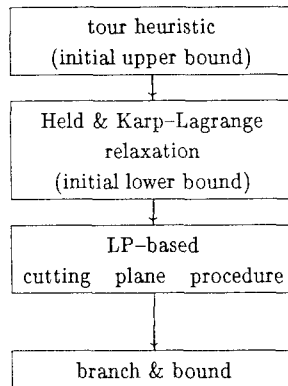 tour heuristic
(initial upper bound)
Held & Karp–Lagrange
relaxation
(initial lower bound)
LP–based
cutting plane procedure
branch & bound